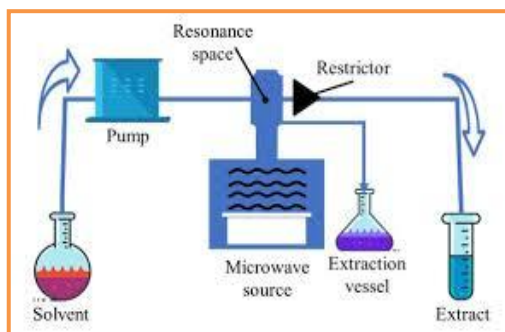 Resonance
space
Restrictor
Pump
Microwave
source
Extraction
vessel
Solvent
Extract